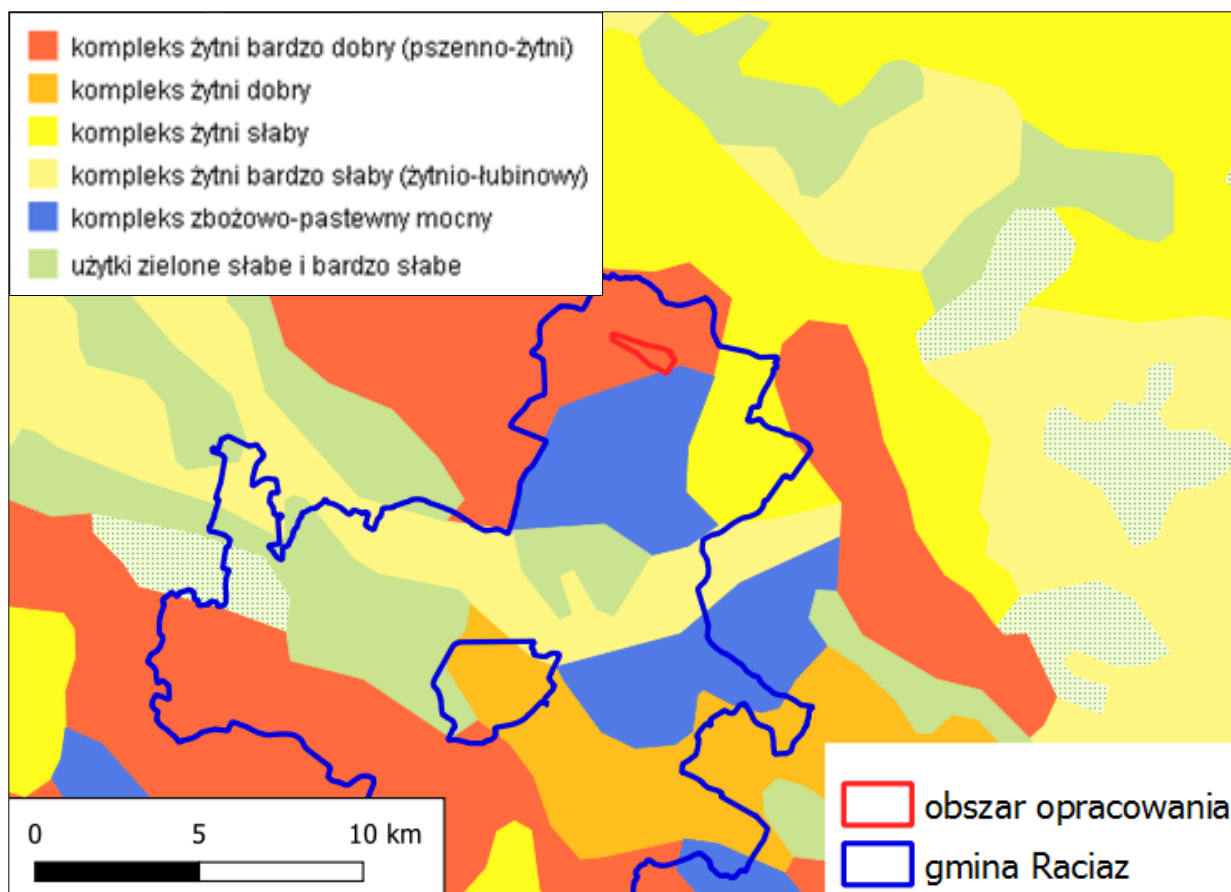 kompleks żytni bardzo dobry (pszenno-żytni)
kompleks żytni dobry
kompleks żytni słaby
kompleks żytni bardzo słaby (żytnio-łubinowy)
kompleks zbożowo-pastewny mocny
użytki zielone słabe i bardzo słabe
0 5 10 km
obszar opracowania
gmina Raciaz